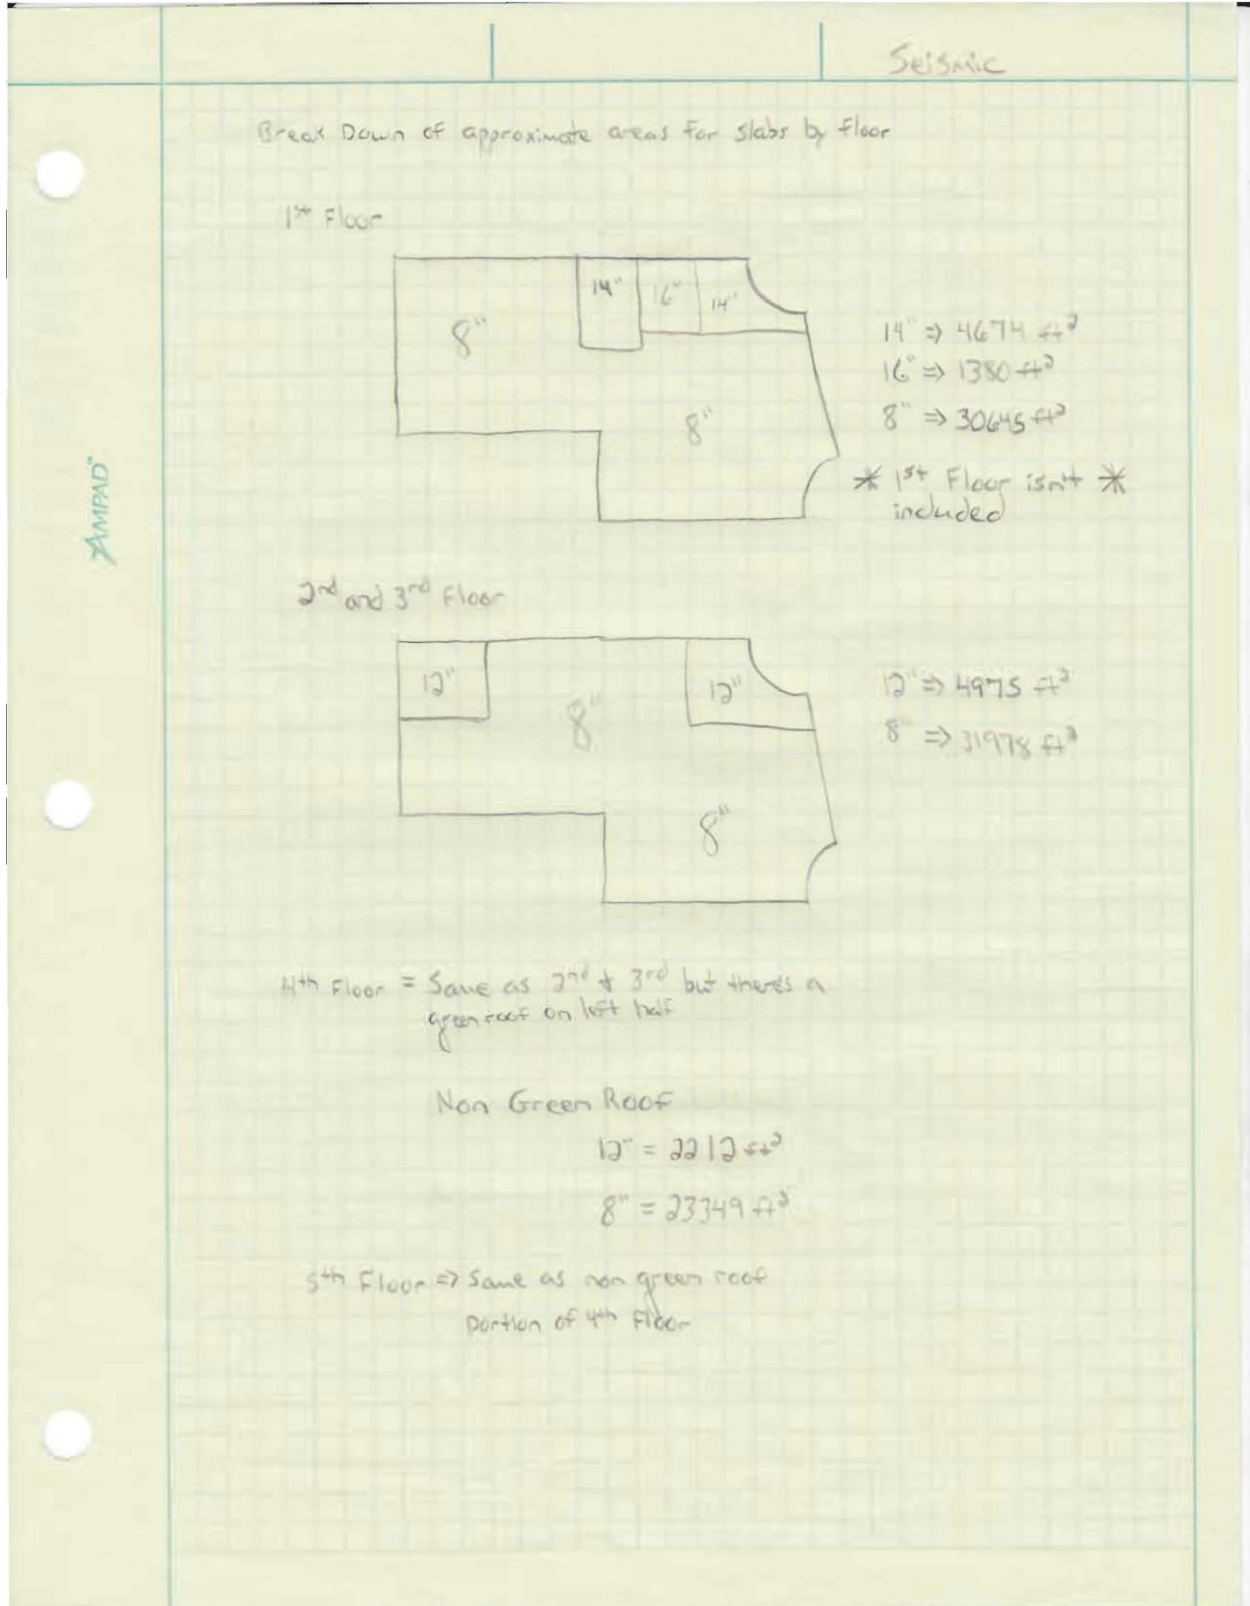 Seismic
Break Down of approximate areas for slabs by floor
1st Floor
14" 16" 14"
8"
8"
14" => 4674 ft²
16" => 1380 ft²
8" => 30645 ft²
* 1st Floor isn't *
included
AMPAD™
2nd and 3rd Floor
12" 12"
8"
8"
12" => 4975 ft²
8" => 31978 ft²
4th Floor = Same as 2nd & 3rd but there's a
green roof on left half
Non Green Roof
12" = 2212 ft²
8" = 23349 ft²
5th Floor => Same as non green roof
portion of 4th Floor